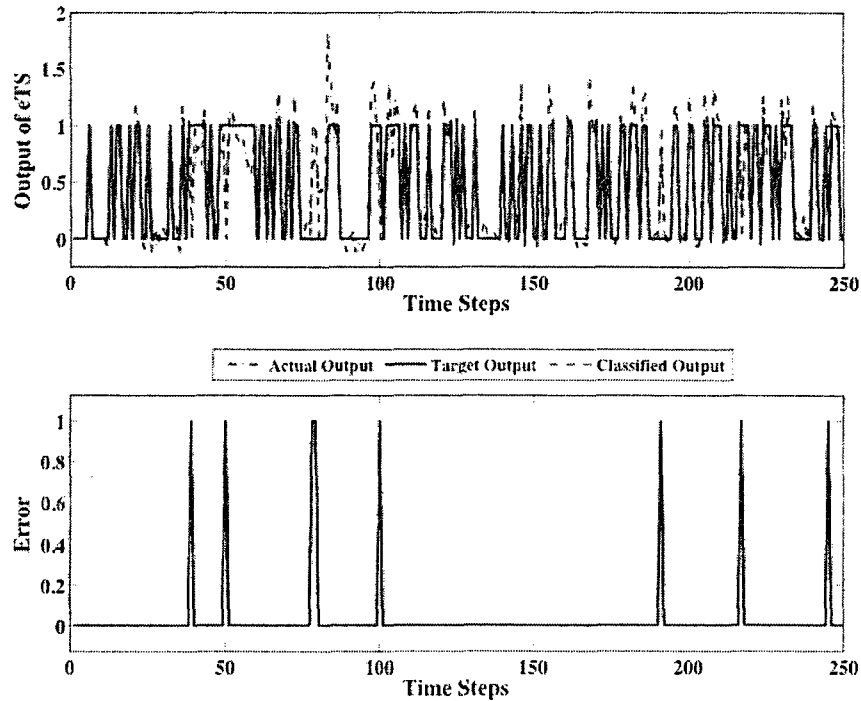 2
1.5
1
0.5
0
Output of eTS
0 50 100 150 200 250
Time Steps
Actual Output Target Output Classified Output
1
0.8
0.6
0.4
0.2
0
Error
0 50 100 150 200 250
Time Steps